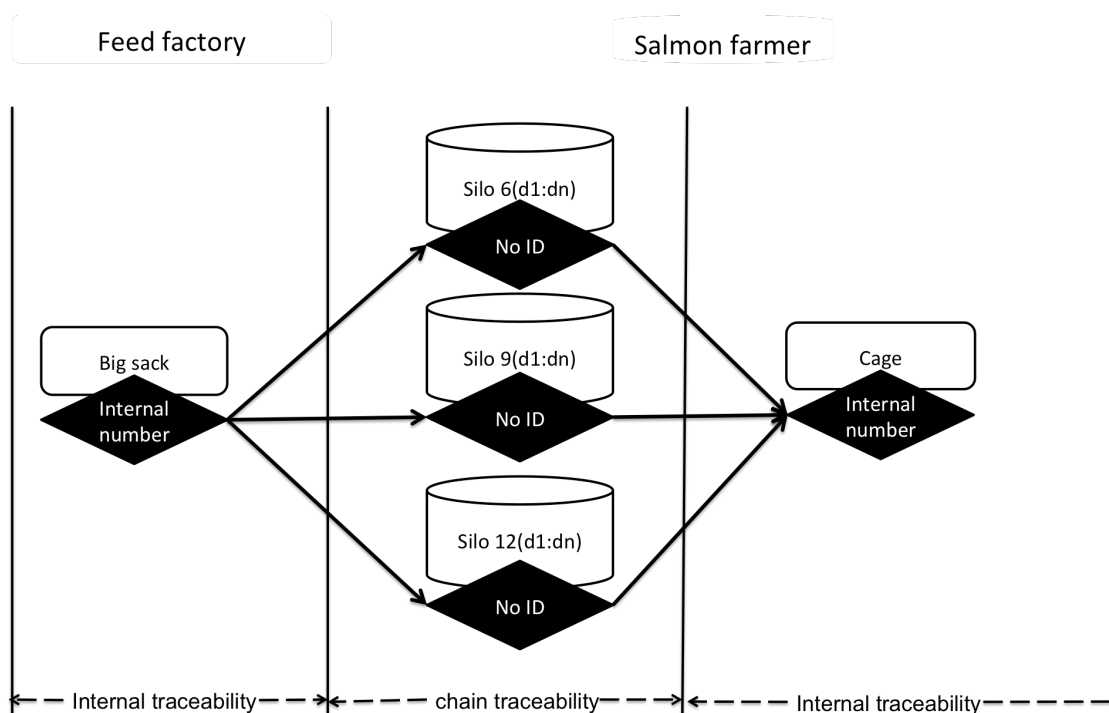 Feed factory
Salmon farmer
Silo 6(d1:dn)
No ID
Big sack
Internal
number
Silo 9(d1:dn)
No ID
Cage
Internal
number
Silo 12(d1:dn)
No ID
Internal traceability
chain traceability
Internal traceability